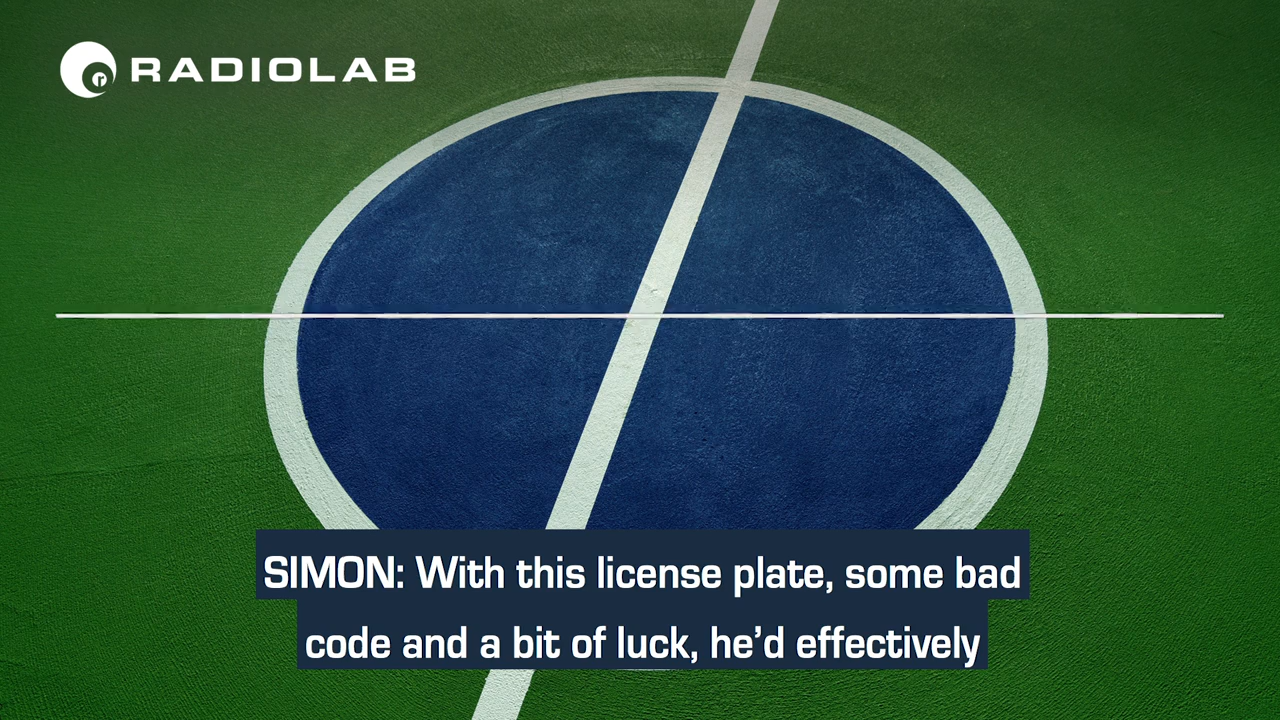 RADIOLAB
SIMON: With this license plate, some bad
code and a bit of luck, he’d effectively